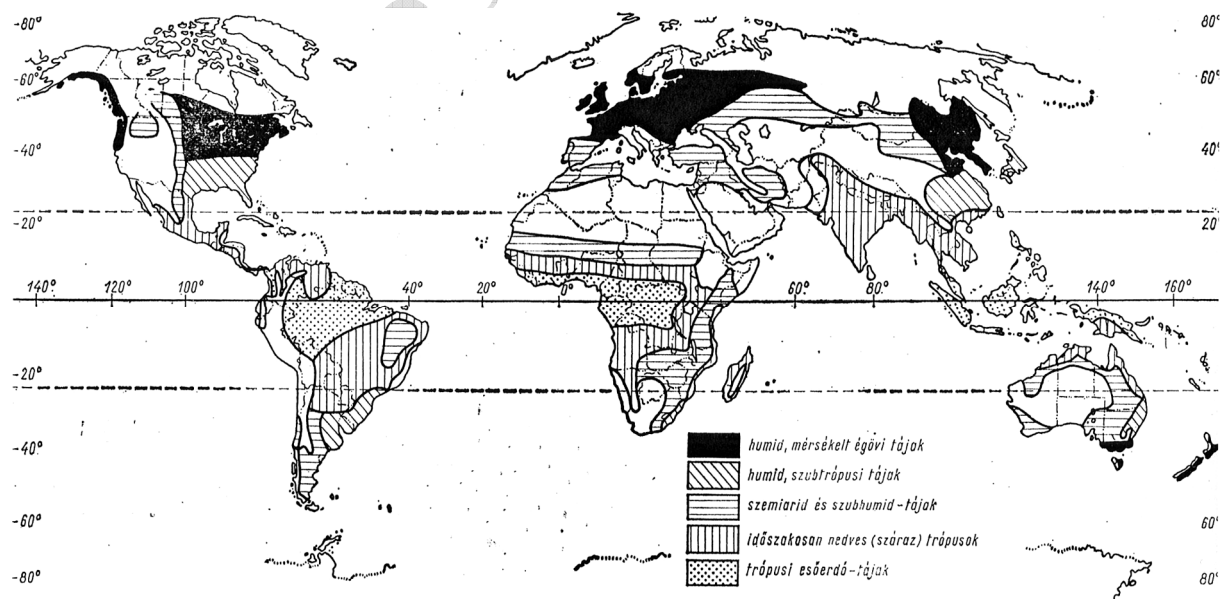 -80° 80°
-60° 60°
-40° 40°
-20° 20°
140° 120° 100° 40° 20° 0° 60° 80° 140° 160°
-20° 20°
-40° 40°
-60° 60°
-80° 80°
humid, mérsékelt égövi tájak
humid, szubtrópusi tájak
szemiarid és szubhumid-tájak
időszakosan nedves (száraz) trópusok
trópusi esőerdő-tájak